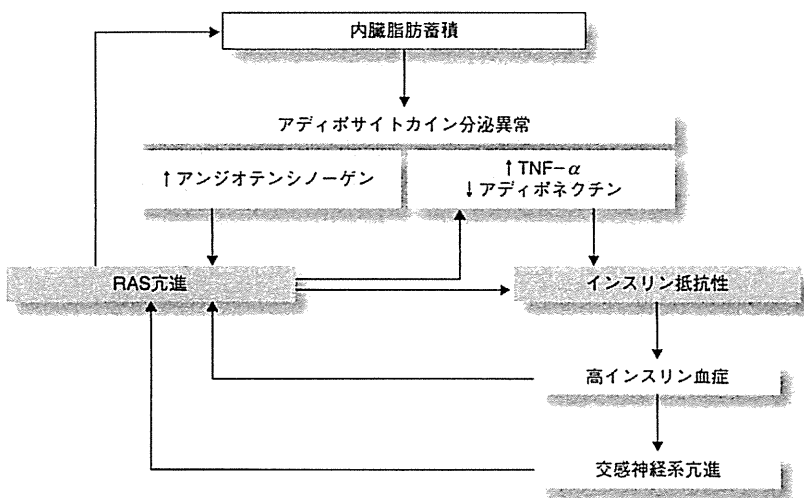 内臓脂肪蓄積
アディポサイトカイン分泌異常
↑アンジオテンシノーゲン
↑TNF-α
↓アディポネクチン
RAS亢進
インスリン抵抗性
高インスリン血症
交感神経系亢進